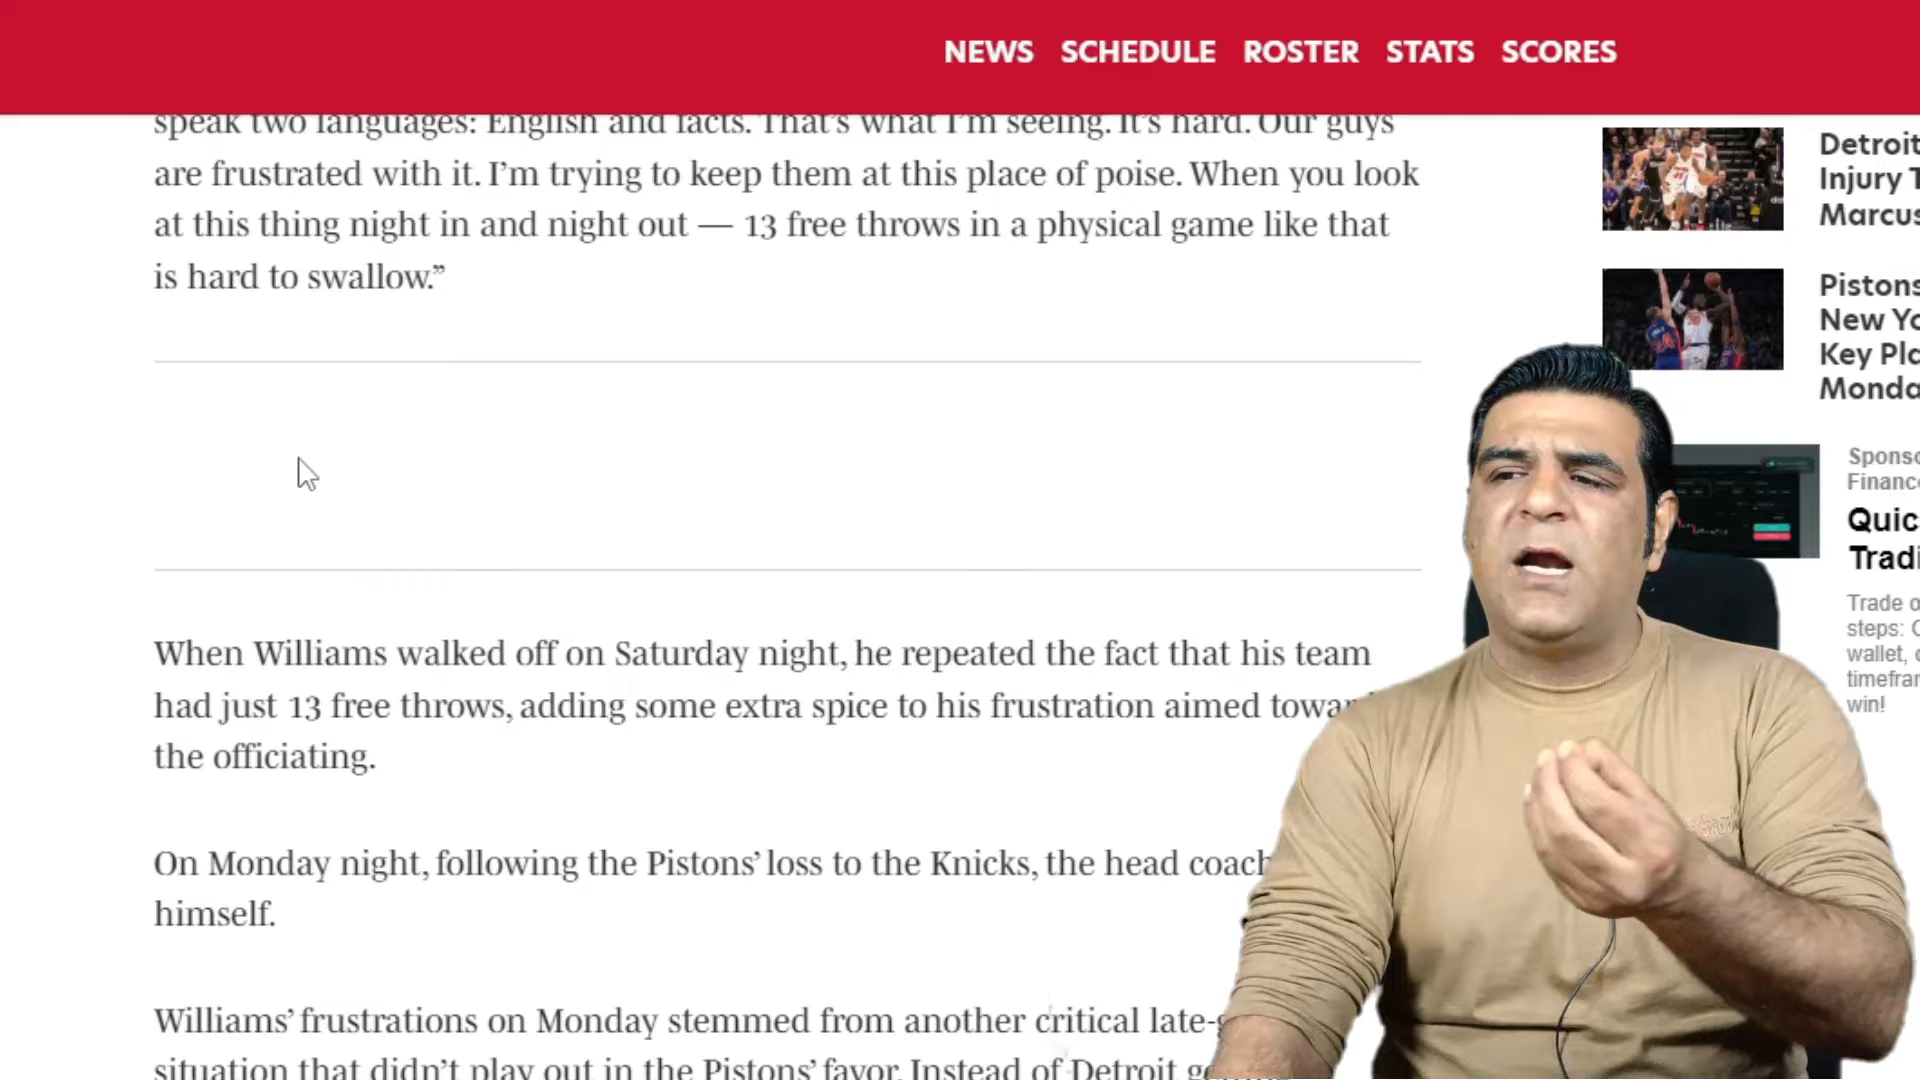 NEWS SCHEDULE ROSTER STATS SCORES
speak two languages: English and facts. That's what I'm seeing. It's hard. Our guys
are frustrated with it. I'm trying to keep them at this place of poise. When you look
at this thing night in and night out — 13 free throws in a physical game like that
is hard to swallow.”
When Williams walked off on Saturday night, he repeated the fact that his team
had just 13 free throws, adding some extra spice to his frustration aimed
the officiating.
On Monday night, following the Pistons’ loss to the Knicks, the head coach
himself.
Williams’ frustrations on Monday stemmed from another critical late-
situation that didn’t play out in the Pistons’ favor. Instead of Detroit
Detroit
Injury T
Marcus
Pistons
New Yo
Key Pla
Monda
Sponso
Financ
Quic
Tradi
Trade o
steps: C
wallet, c
timefran
win!